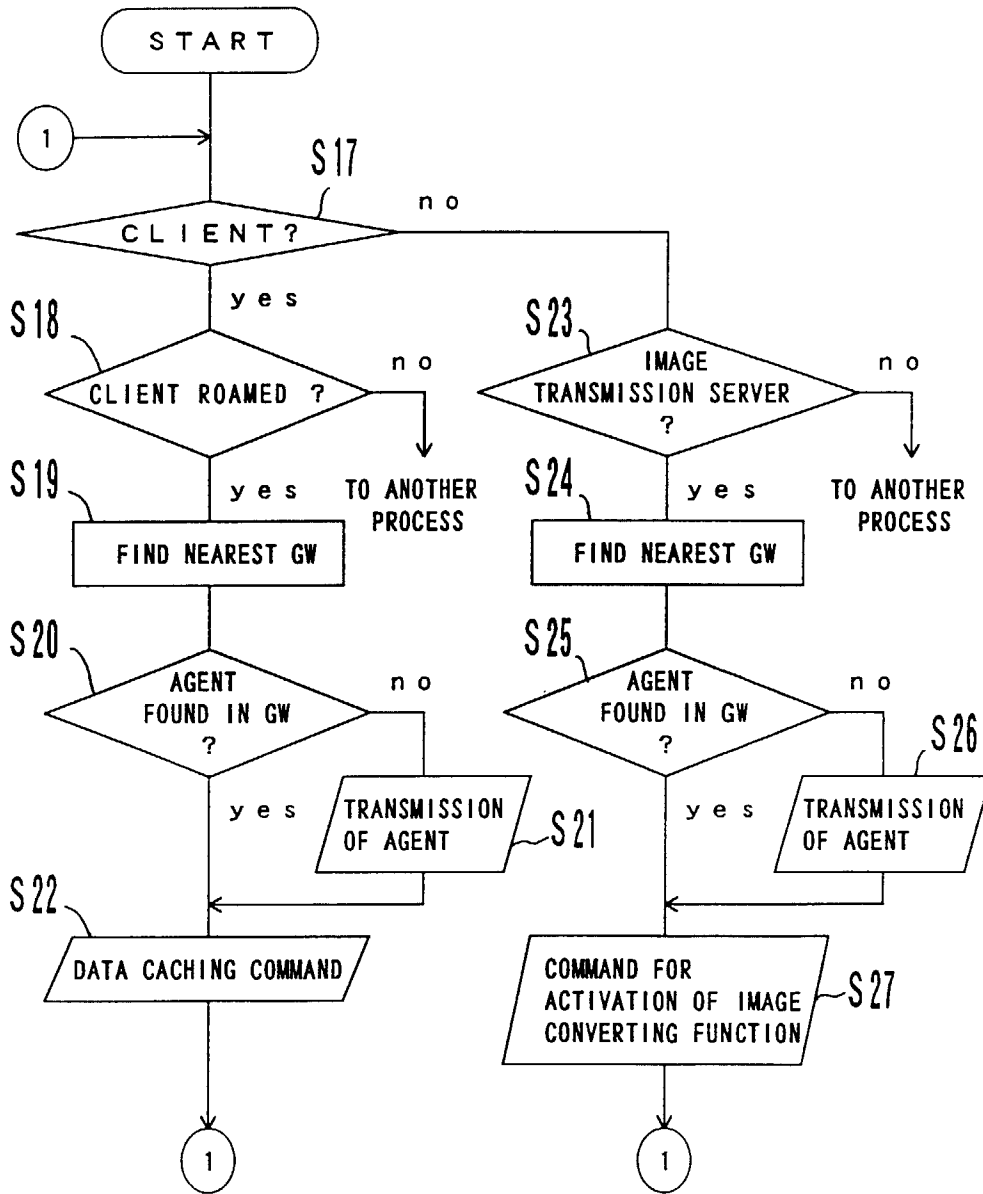 START
1
S17
no
CLIENT?
yes
S18
CLIENT ROAMED ?
no
S23
IMAGE
TRANSMISSION SERVER
?
no
S19
yes
TO ANOTHER
PROCESS
S24
yes
TO ANOTHER
PROCESS
FIND NEAREST GW
FIND NEAREST GW
S20
AGENT
FOUND IN GW
?
no
S25
AGENT
FOUND IN GW
?
no
S26
yes
TRANSMISSION
OF AGENT
S21
yes
TRANSMISSION
OF AGENT
S22
DATA CACHING COMMAND
COMMAND FOR
ACTIVATION OF IMAGE
CONVERTING FUNCTION
S27
1
1